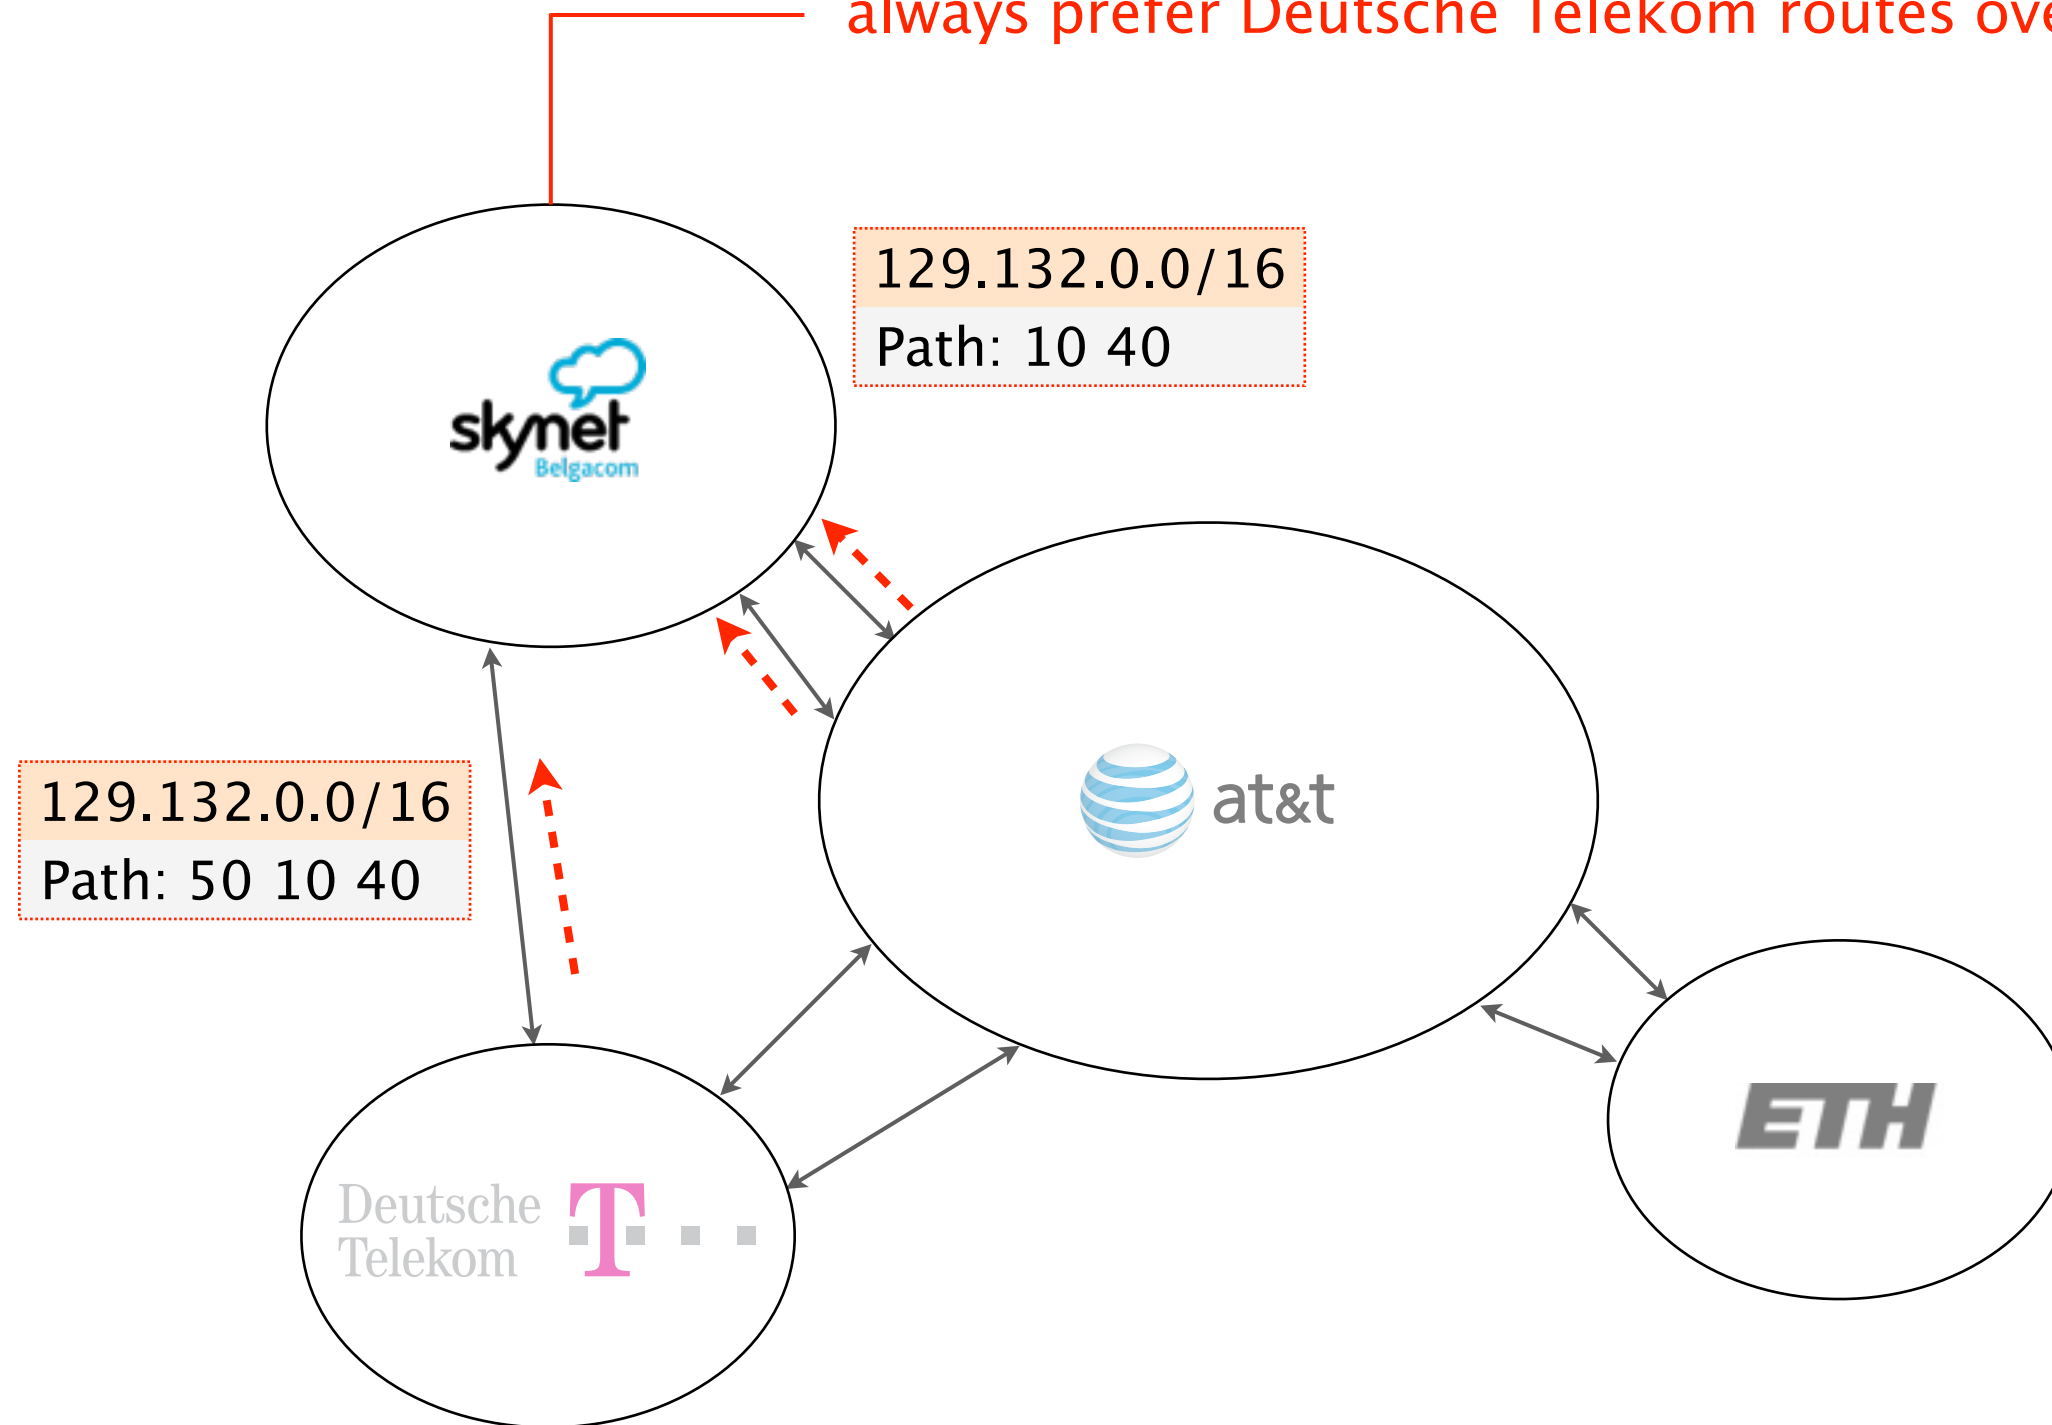 always prefer Deutsche Telekom routes
129.132.0.0/16
Path: 10 40
skynet
Belgacom
at&t
129.132.0.0/16
Path: 50 10 40
ETH
Deutsche
Telekom
T